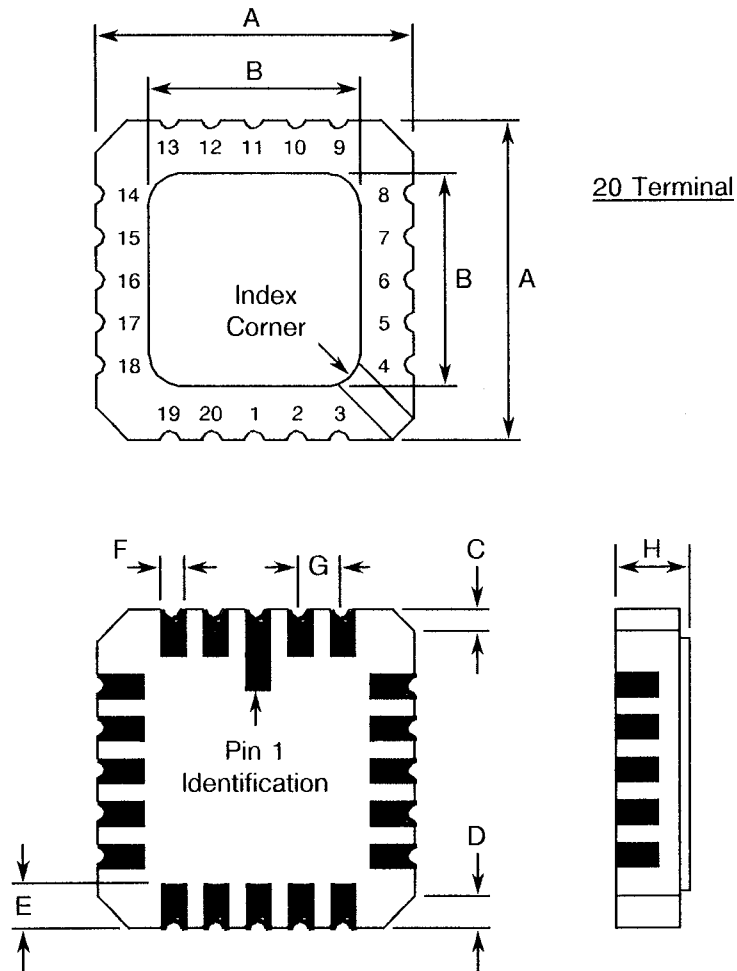 A
B
13 12 11 10 9
20 Terminal
14 8
15 7
16 6
17 5
18 4
B A
Index
Corner
19 20 1 2 3
F G C H
Pin 1
Identification
D
E